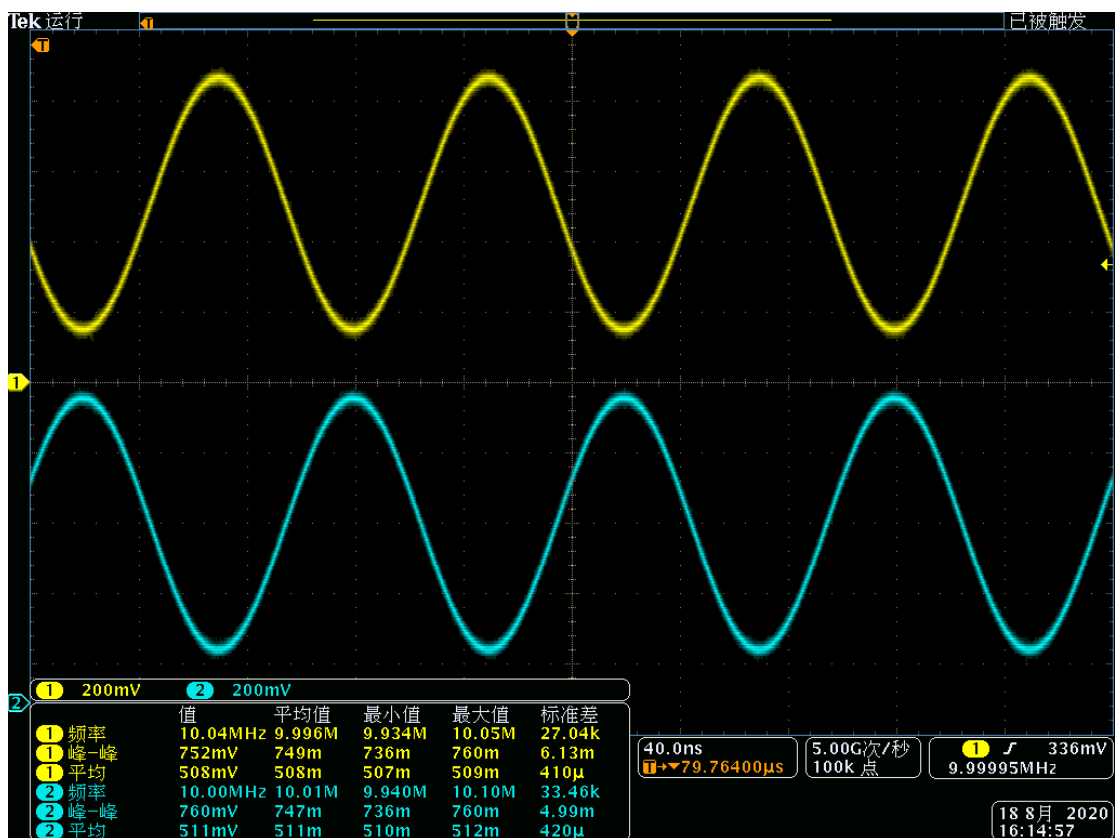 Tek 运行 T 已被触发
T
1
2
1 200mV 2 200mV
值 平均值 最小值 最大值 标准差
1 频率 10.04MHz 9.996M 9.934M 10.05M 27.04k
1 峰-峰 752mV 749m 736m 760m 6.13m
1 平均 508mV 508m 507m 509m 410µ
2 频率 10.00MHz 10.01M 9.940M 10.10M 33.46k
2 峰-峰 760mV 747m 736m 760m 4.99m
2 平均 511mV 511m 510m 512m 420µ
40.0ns
T→▼79.76400µs
5.00G次/秒
100k 点
1 ƒ 336mV
9.99995MHz
18 8月 2020
16:14:57